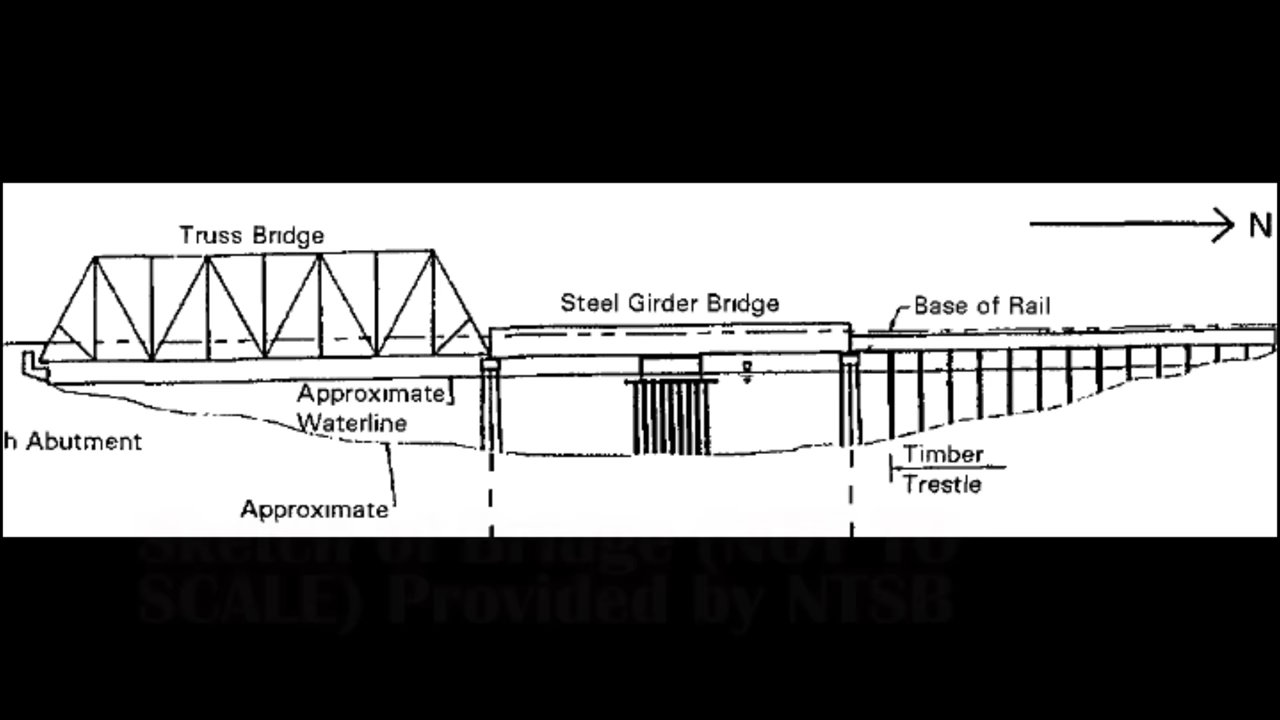 N
Truss Bridge
Steel Girder Bridge
Base of Rail
Approximate
Waterline
h Abutment
Timber
Trestle
Approximate
Sketch of Bridge (NOT TO
SCALE) Provided by NTSB